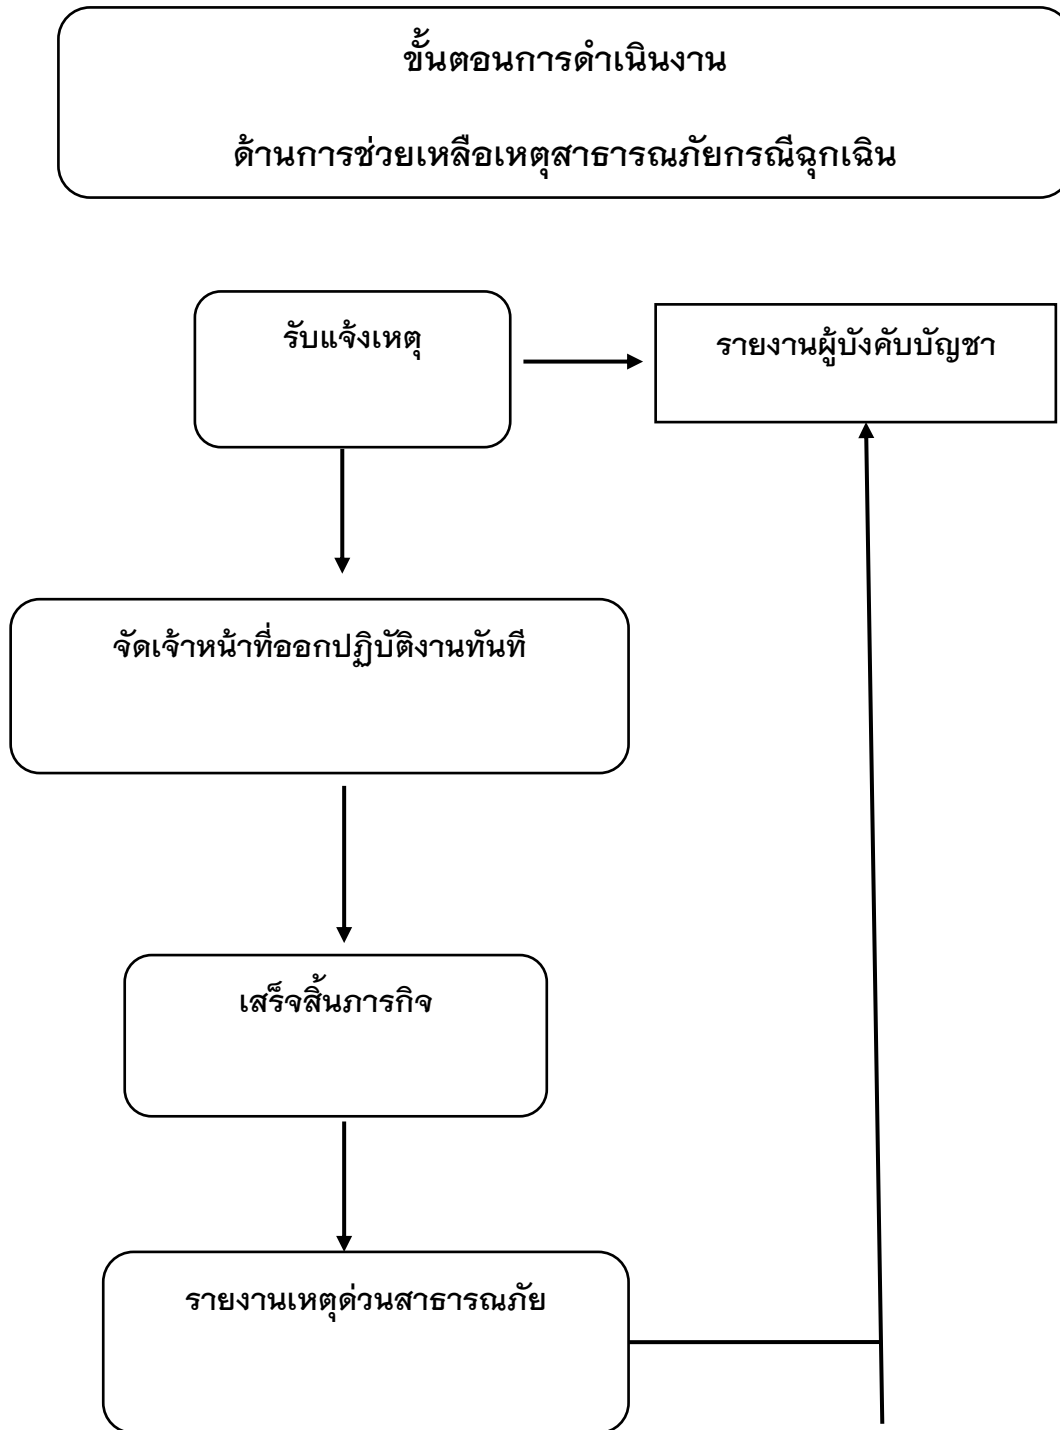 ขั้นตอนการดำเนินงาน
ด้านการช่วยเหลือเหตุสาธารณภัยกรณีฉุกเฉิน
รับแจ้งเหตุ
รายงานผู้บังคับบัญชา
จัดเจ้าหน้าที่ออกปฏิบัติงานทันที
เสร็จสิ้นภารกิจ
รายงานเหตุด่วนสาธารณภัย